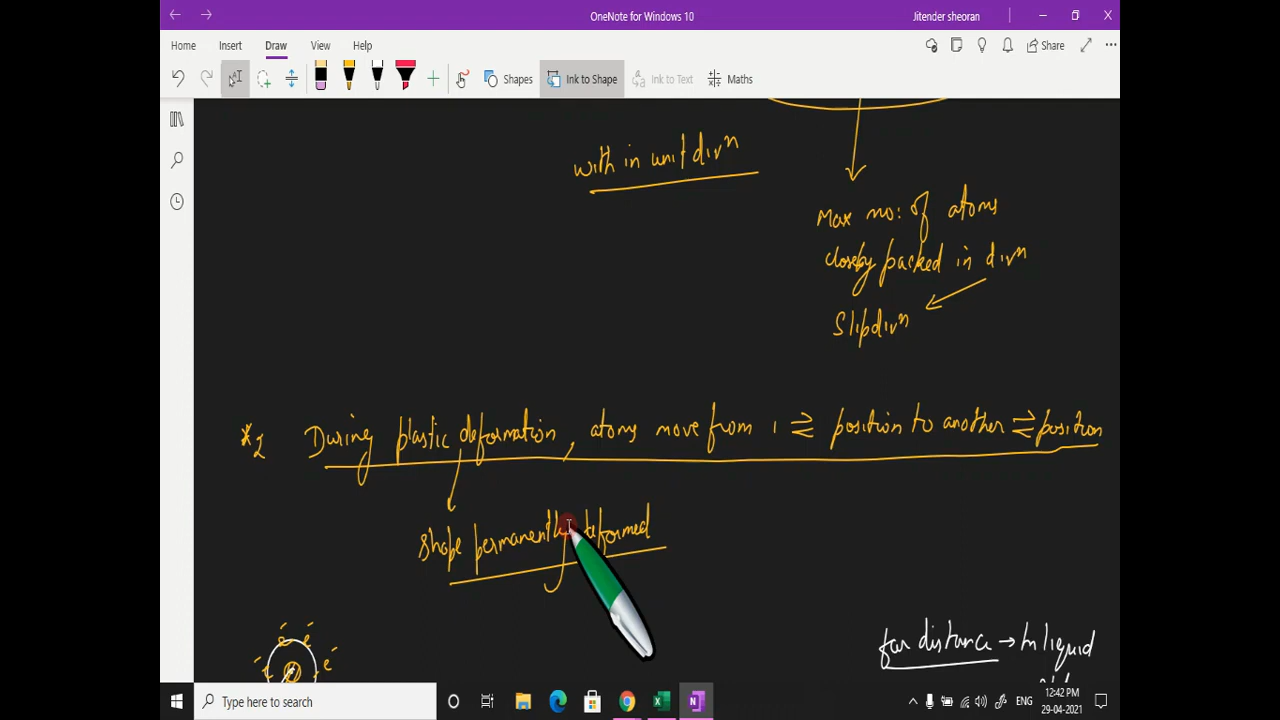 OneNote for Windows 10
Jitender sheoran
Home Insert Draw View Help
Share
Shapes
Ink to Shape
Ink to Text
Maths
with in unit dirⁿ
Max no: of atoms
closely packed in dirⁿ
Slip dirⁿ
*2 During plastic deformation, atoms move from 1 ⇄ position to another ⇄ position
Shape permanently deformed
e⁻ e⁻
e⁻ e⁻
far distance → In liquid
Type here to search
ENG
12:42 PM
29-04-2021